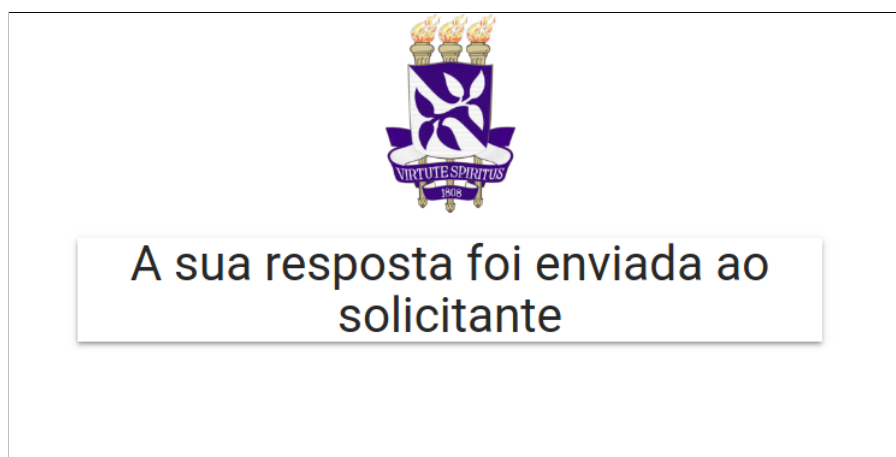 VIRTUTE SPIRITUS
1808
A sua resposta foi enviada ao
solicitante